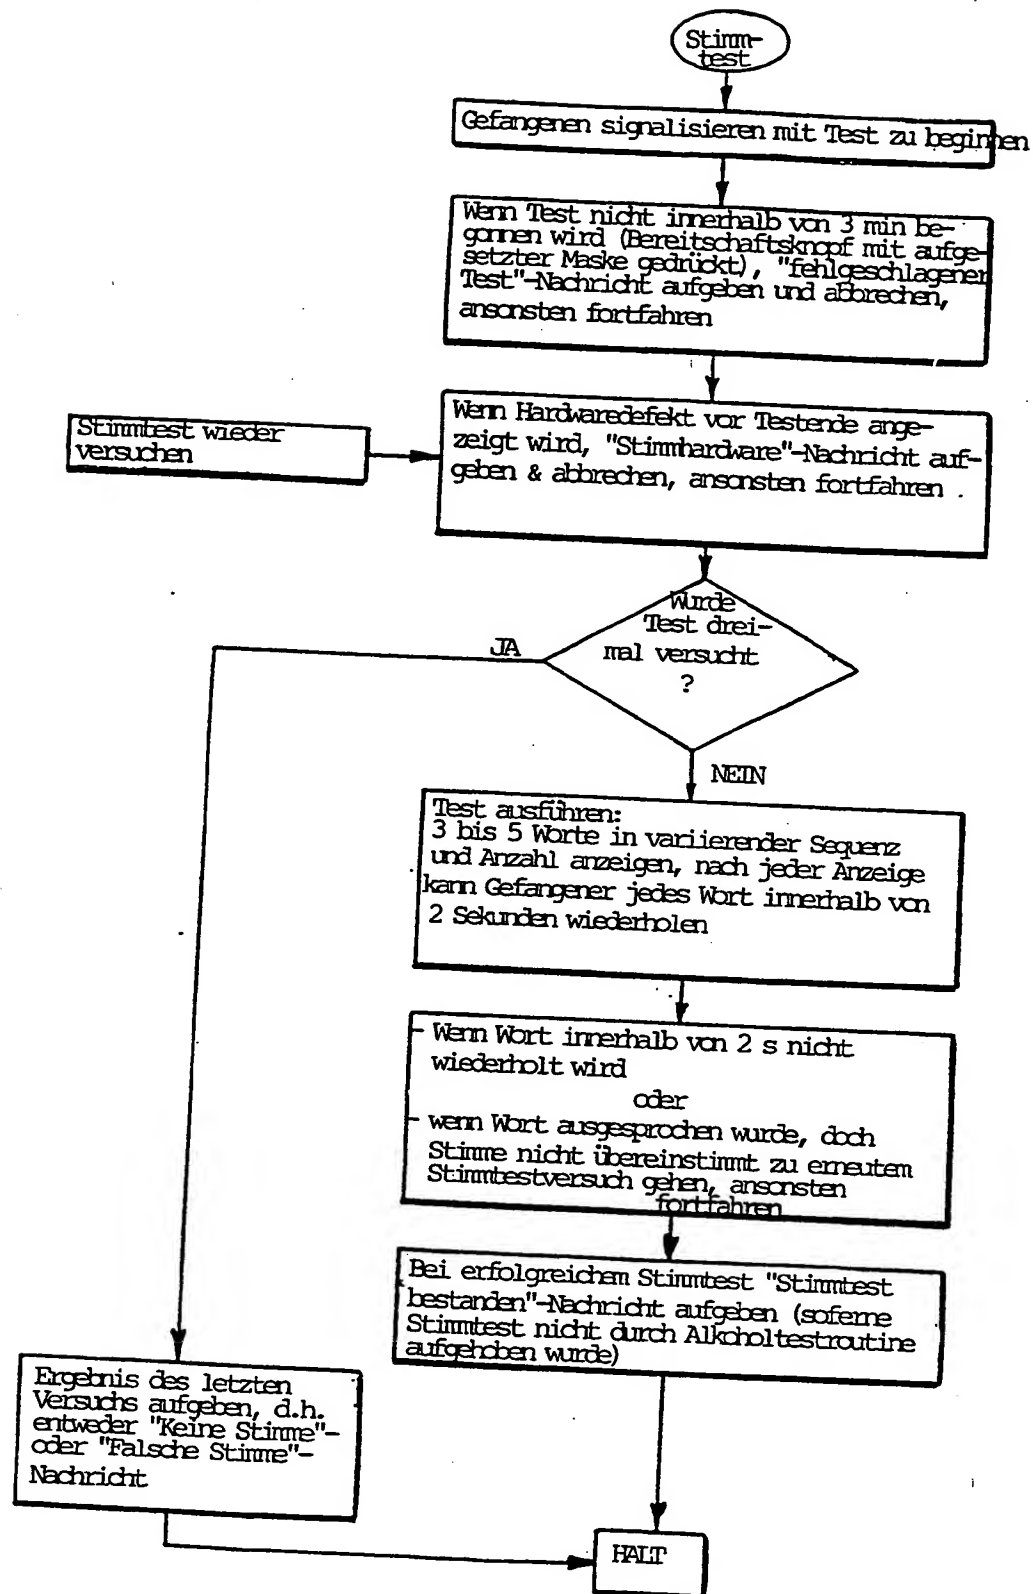 Stimm-
test
Gefangenen signalisieren mit Test zu beginnen
Wenn Test nicht innerhalb von 3 min be-
gonnen wird (Bereitschaftsknopf mit aufge-
setzter Maske gedrückt), "fehlgeschlagener
Test"-Nachricht aufgeben und abbrechen,
ansonsten fortfahren
Stimmtest wieder
versuchen
Wenn Hardwaredefekt vor Testende ange-
zeigt wird, "Stimmhardware"-Nachricht auf-
geben & abbrechen, ansonsten fortfahren .
Wurde
Test drei-
mal versucht
?
JA
NEIN
Test ausführen:
3 bis 5 Worte in variierender Sequenz
und Anzahl anzeigen, nach jeder Anzeige
kann Gefangener jedes Wort innerhalb von
2 Sekunden wiederholen
- Wenn Wort innerhalb von 2 s nicht
wiederholt wird
oder
- wenn Wort ausgesprochen wurde, doch
Stimme nicht übereinstimmt zu erneutem
Stimmtestversuch gehen, ansonsten
fortfahren
Bei erfolgreichem Stimmtest "Stimmtest
bestanden"-Nachricht aufgeben (soferne
Stimmtest nicht durch Alkoholtestroutine
aufgehoben wurde)
Ergebnis des letzten
Versuchs aufgeben, d.h.
entweder "Keine Stimme"-
oder "Falsche Stimme"-
Nachricht
HALT